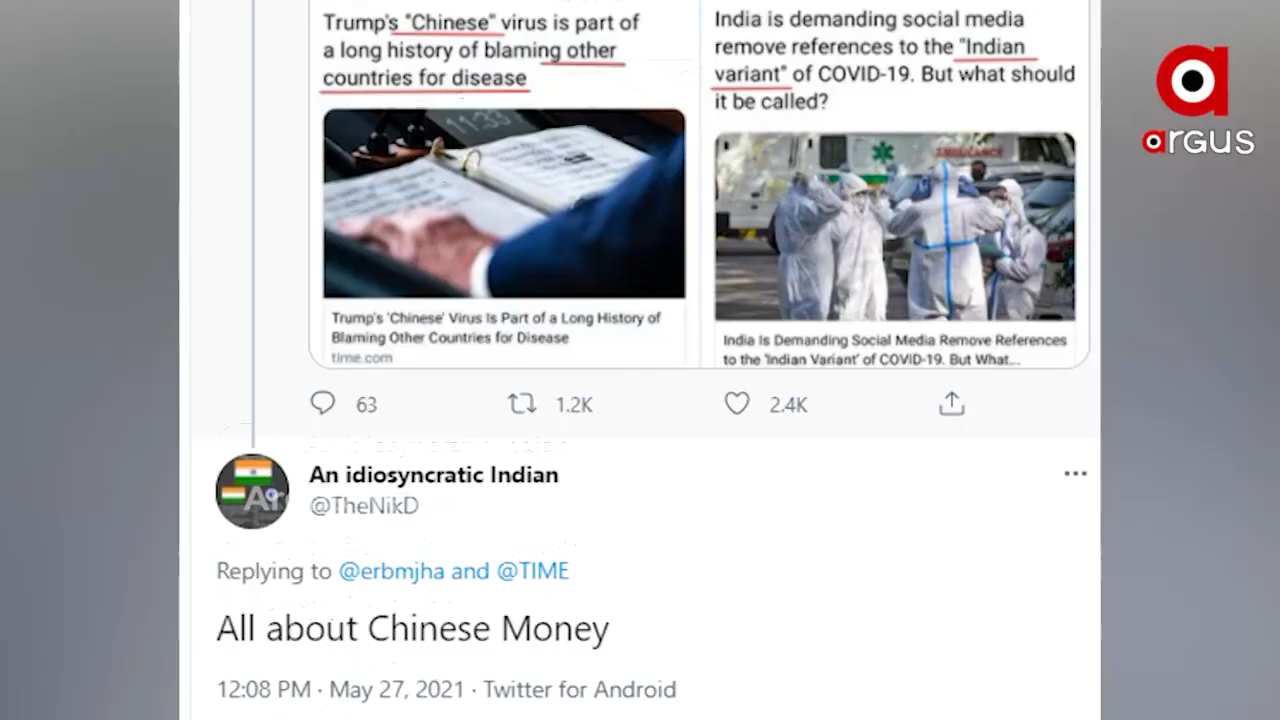 Trump's "Chinese" virus is part of
a long history of blaming other
countries for disease
India is demanding social media
remove references to the "Indian
variant" of COVID-19. But what should
it be called?
argus
11:33
AMBULANCE
Trump's 'Chinese' Virus Is Part of a Long History of
Blaming Other Countries for Disease
time.com
India Is Demanding Social Media Remove References
to the 'Indian Variant' of COVID-19. But What...
63
1.2K
2.4K
An idiosyncratic Indian
@TheNikD
Replying to @erbmjha and @TIME
All about Chinese Money
12:08 PM · May 27, 2021 · Twitter for Android